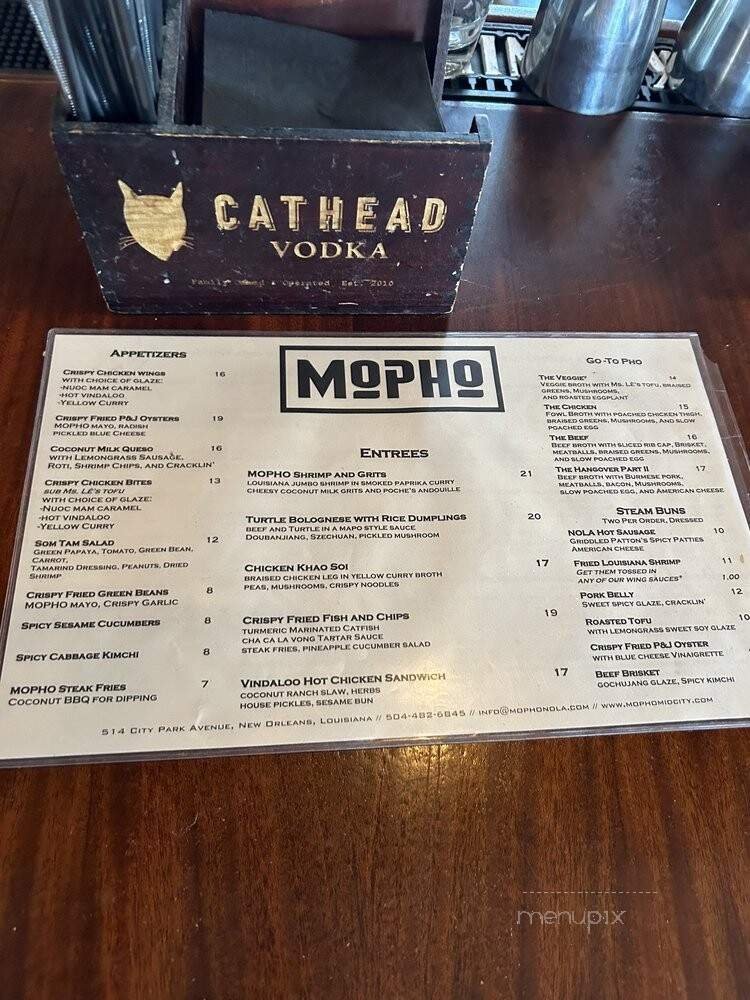 CATHEAD
VODKA
Family Owned & Operated Est. 2010
MOPHO
APPETIZERS
CRISPY CHICKEN WINGS 16
WITH CHOICE OF GLAZE:
-NUOC MAM CARAMEL
-HOT VINDALOO
-YELLOW CURRY
CRISPY FRIED P&J OYSTERS 19
MOPHO MAYO, RADISH
PICKLED BLUE CHEESE
COCONUT MILK QUESO 16
WITH LEMONGRASS SAUSAGE,
ROTI, SHRIMP CHIPS, AND CRACKLIN'
CRISPY CHICKEN BITES 13
SUB MS. LÊ'S TOFU
WITH CHOICE OF GLAZE:
-NUOC MAM CARAMEL
-HOT VINDALOO
-YELLOW CURRY
SOM TAM SALAD 12
GREEN PAPAYA, TOMATO, GREEN BEAN,
CARROT,
TAMARIND DRESSING, PEANUTS, DRIED
SHRIMP
CRISPY FRIED GREEN BEANS 8
MOPHO MAYO, CRISPY GARLIC
SPICY SESAME CUCUMBERS 8
SPICY CABBAGE KIMCHI 8
MOPHO STEAK FRIES 7
COCONUT BBQ FOR DIPPING
ENTREES
MOPHO SHRIMP AND GRITS 21
LOUISIANA JUMBO SHRIMP IN SMOKED PAPRIKA CURRY
CHEESY COCONUT MILK GRITS AND POCHE'S ANDOUILLE
TURTLE BOLOGNESE WITH RICE DUMPLINGS 20
BEEF AND TURTLE IN A MAPO STYLE SAUCE
DOUBANJIANG, SZECHUAN, PICKLED MUSHROOM
CHICKEN KHAO SOI 17
BRAISED CHICKEN LEG IN YELLOW CURRY BROTH
PEAS, MUSHROOMS, CRISPY NOODLES
CRISPY FRIED FISH AND CHIPS 19
TURMERIC MARINATED CATFISH
CHA CA LA VONG TARTAR SAUCE
STEAK FRIES, PINEAPPLE CUCUMBER SALAD
VINDALOO HOT CHICKEN SANDWICH 17
COCONUT RANCH SLAW, HERBS
HOUSE PICKLES, SESAME BUN
GO-TO PHO
THE VEGGIE* 14
VEGGIE BROTH WITH MS. LÊ'S TOFU, BRAISED
GREENS, MUSHROOMS,
AND ROASTED EGGPLANT
THE CHICKEN 15
FOWL BROTH WITH POACHED CHICKEN THIGH,
BRAISED GREENS, MUSHROOMS, AND SLOW
POACHED EGG
THE BEEF 16
BEEF BROTH WITH SLICED RIB CAP, BRISKET,
MEATBALLS, BRAISED GREENS, MUSHROOMS,
AND SLOW POACHED EGG
THE HANGOVER PART II 17
BEEF BROTH WITH BURMESE PORK,
MEATBALLS, BACON, MUSHROOMS,
SLOW POACHED EGG, AND AMERICAN CHEESE
STEAM BUNS
TWO PER ORDER, DRESSED
NOLA HOT SAUSAGE 10
GRIDDLED PATTON'S SPICY PATTIES
AMERICAN CHEESE
FRIED LOUISIANA SHRIMP 11
GET THEM TOSSED IN
ANY OF OUR WING SAUCES* 1.00
PORK BELLY 12
SWEET SPICY GLAZE, CRACKLIN'
ROASTED TOFU 10
WITH LEMONGRASS SWEET SOY GLAZE
CRISPY FRIED P&J OYSTER
WITH BLUE CHEESE VINAIGRETTE
BEEF BRISKET
GOCHUJANG GLAZE, SPICY KIMCHI
514 CITY PARK AVENUE, NEW ORLEANS, LOUISIANA // 504-482-6845 // INFO@MOPHONOLA.COM // WWW.MOPHOMIDCITY.COM
menupix